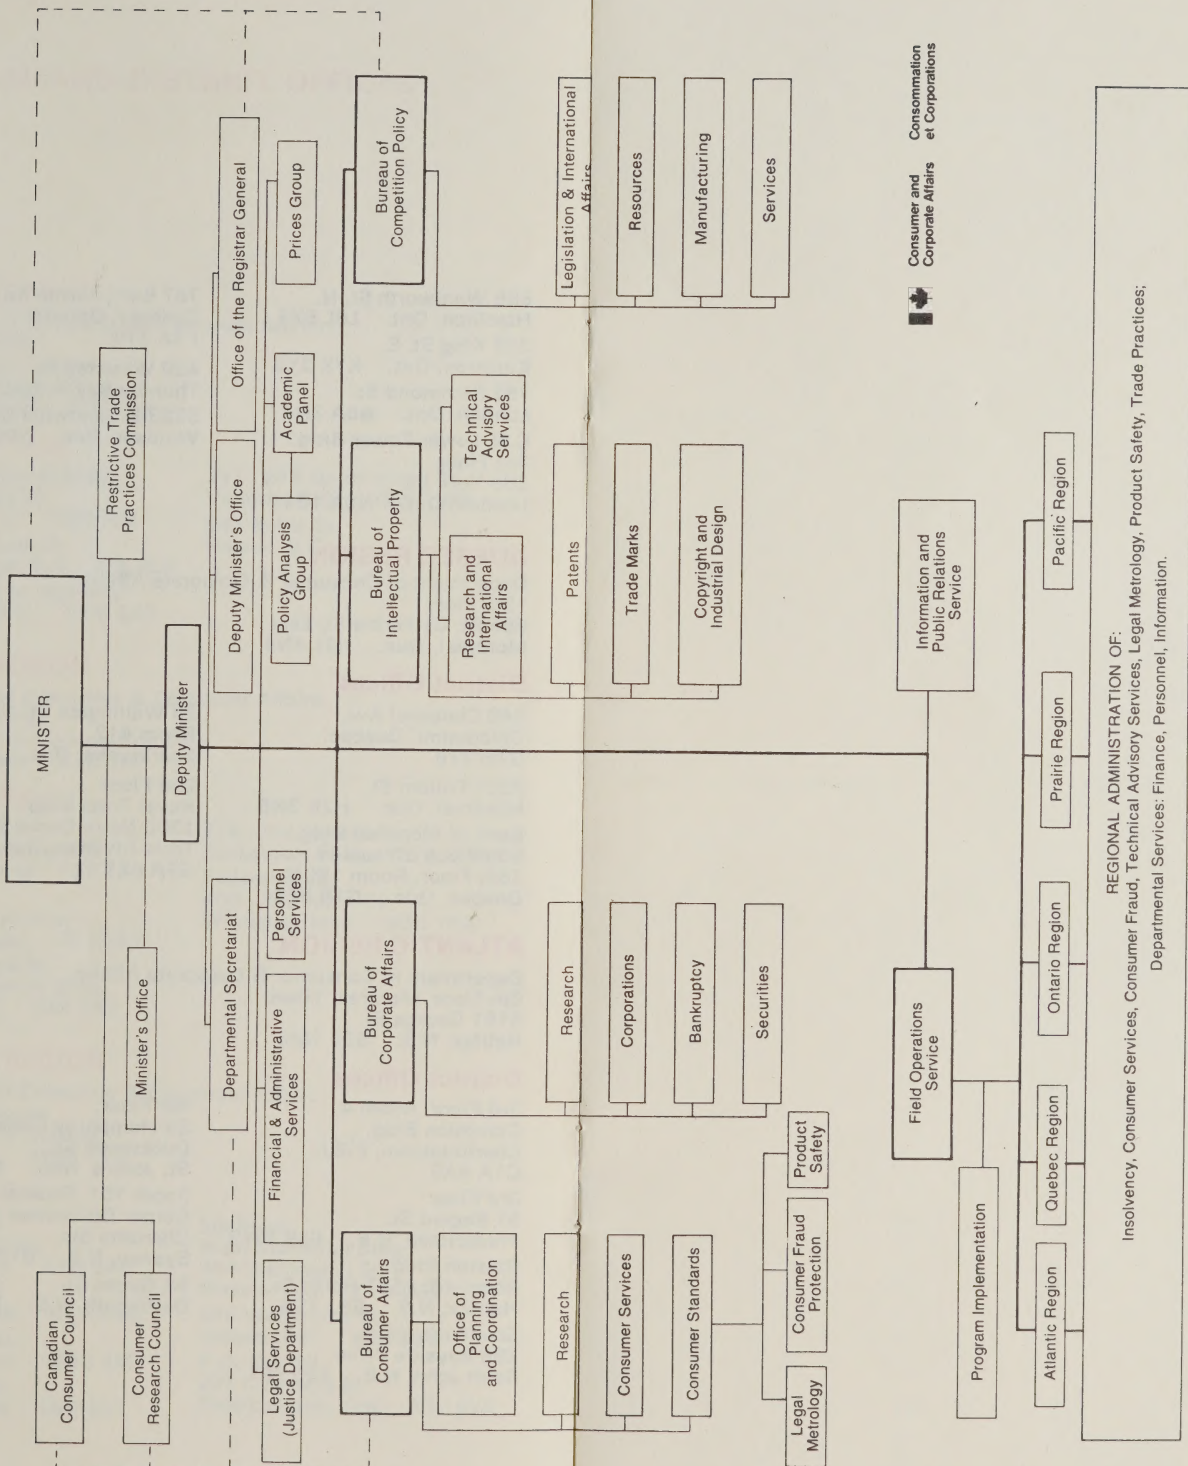 MINISTER
Canadian
Consumer Council
Consumer
Research Council
Minister's Office
Restrictive Trade
Practices Commission
Deputy Minister
Departmental Secretariat
Deputy Minister's Office
Office of the Registrar General
Legal Services
(Justice Department)
Financial & Administrative
Services
Personnel
Services
Policy Analysis
Group
Academic
Panel
Prices Group
Bureau of
Consumer Affairs
Bureau of
Corporate Affairs
Bureau of
Intellectual Property
Bureau of
Competition Policy
Office of
Planning
and Coordination
Research
Consumer Services
Consumer Standards
Legal
Metrology
Consumer Fraud
Protection
Product
Safety
Research
Corporations
Bankruptcy
Securities
Research and
International
Affairs
Technical
Advisory
Services
Patents
Trade Marks
Copyright and
Industrial Design
Legislation & International
Affairs
Resources
Manufacturing
Services
Field Operations
Service
Information and
Public Relations
Service
Consumer and
Corporate Affairs
Consommation
et Corporations
Program Implementation
Atlantic Region
Quebec Region
Ontario Region
Prairie Region
Pacific Region
REGIONAL ADMINISTRATION OF:
Insolvency, Consumer Services, Consumer Fraud, Technical Advisory Services, Legal Metrology, Product Safety, Trade Practices;
Departmental Services: Finance, Personnel, Information.